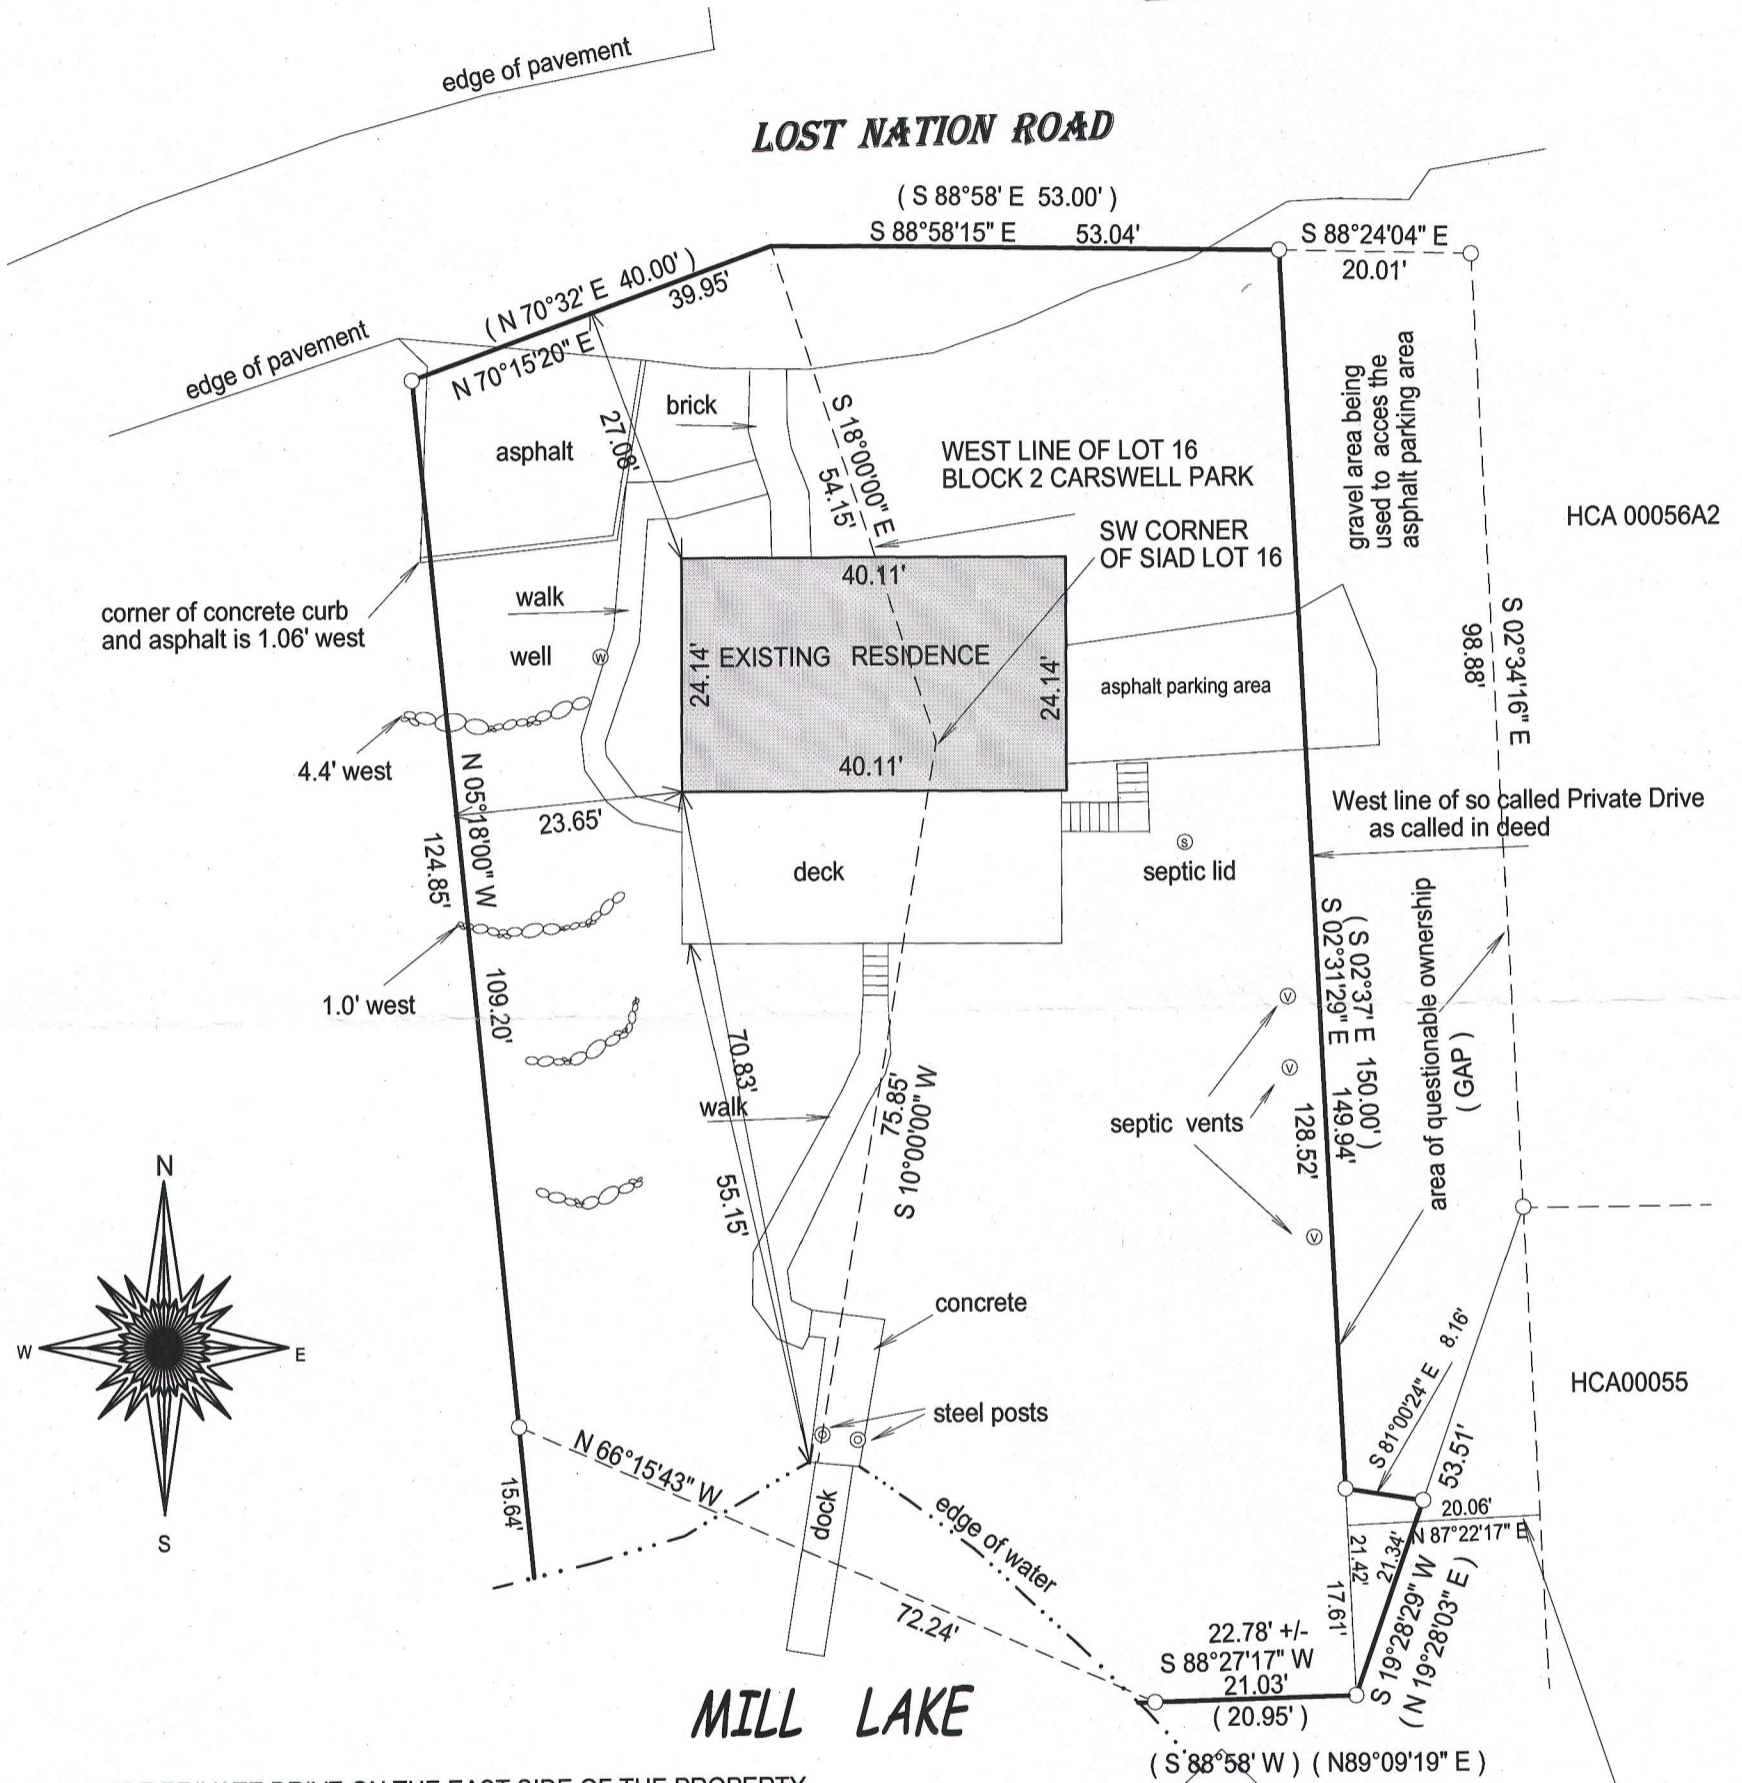 edge of pavement
LOST NATION ROAD
( S 88°58' E 53.00' )
S 88°58'15" E 53.04'
S 88°24'04" E
20.01'
( N 70°32' E 40.00' )
39.95'
N 70°15'20" E
edge of pavement
asphalt
27.08'
brick
S 18°00'00" E
54.15'
WEST LINE OF LOT 16
BLOCK 2 CARSWELL PARK
SW CORNER
OF SIAD LOT 16
gravel area being
used to acces the
asphalt parking area
HCA 00056A2
S 02°34'16" E
98.88'
corner of concrete curb
and asphalt is 1.06' west
walk
well
W
40.11'
24.14'
EXISTING RESIDENCE
24.14'
40.11'
asphalt parking area
4.4' west
N 05°18'00" W
124.85'
23.65'
West line of so called Private Drive
as called in deed
deck
S
septic lid
1.0' west
109.20'
( S 02°37' E 150.00' )
S 02°31'29" E 149.94'
128.52'
area of questionable ownership
( GAP )
V
V
V
septic vents
70.83'
walk
75.85'
S 10°00'00" W
55.15'
N
W
E
S
concrete
steel posts
S 81°00'24" E 8.16'
HCA00055
53.51'
20.06'
N 87°22'17" E
N 66°15'43" W
15.64'
dock
edge of water
72.24'
21.42'
21.34'
17.61'
S 19°28'29" W
( N 19°28'03" E )
22.78' +/-
S 88°27'17" W
21.03'
( 20.95' )
MILL LAKE
( S 88°58' W ) ( N89°09'19" E )
PRIVATE DRIVE ON THE EAST SIDE OF THE PROPERTY